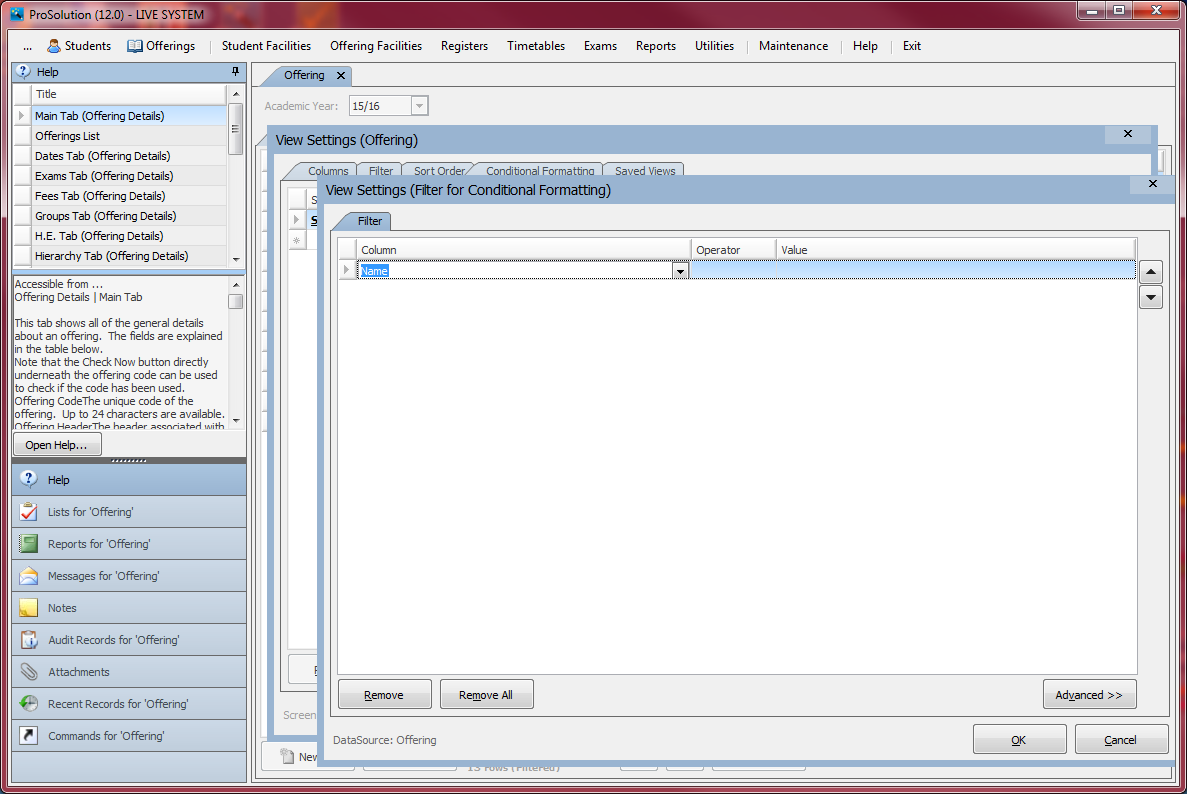 ProSolution (12.0) - LIVE SYSTEM
... Students Offerings Student Facilities Offering Facilities Registers Timetables Exams Reports Utilities Maintenance Help Exit
Help
Title
Main Tab (Offering Details)
Offerings List
Dates Tab (Offering Details)
Exams Tab (Offering Details)
Fees Tab (Offering Details)
Groups Tab (Offering Details)
H.E. Tab (Offering Details)
Hierarchy Tab (Offering Details)
Accessible from ...
Offering Details | Main Tab
This tab shows all of the general details
about an offering. The fields are explained
in the table below.
Note that the Check Now button directly
underneath the offering code can be used
to check if the code has been used.
Offering CodeThe unique code of the
offering. Up to 24 characters are available.
Offering HeaderThe header associated with
Open Help...
Help
Lists for 'Offering'
Reports for 'Offering'
Messages for 'Offering'
Notes
Audit Records for 'Offering'
Attachments
Recent Records for 'Offering'
Commands for 'Offering'
Offering
Academic Year: 15/16
View Settings (Offering)
Columns Filter Sort Order Conditional Formatting Saved Views
S
S
Screen
New
13 rows (Filtered)
View Settings (Filter for Conditional Formatting)
Filter
Column Operator Value
Name
Remove Remove All Advanced >>
DataSource: Offering
OK Cancel